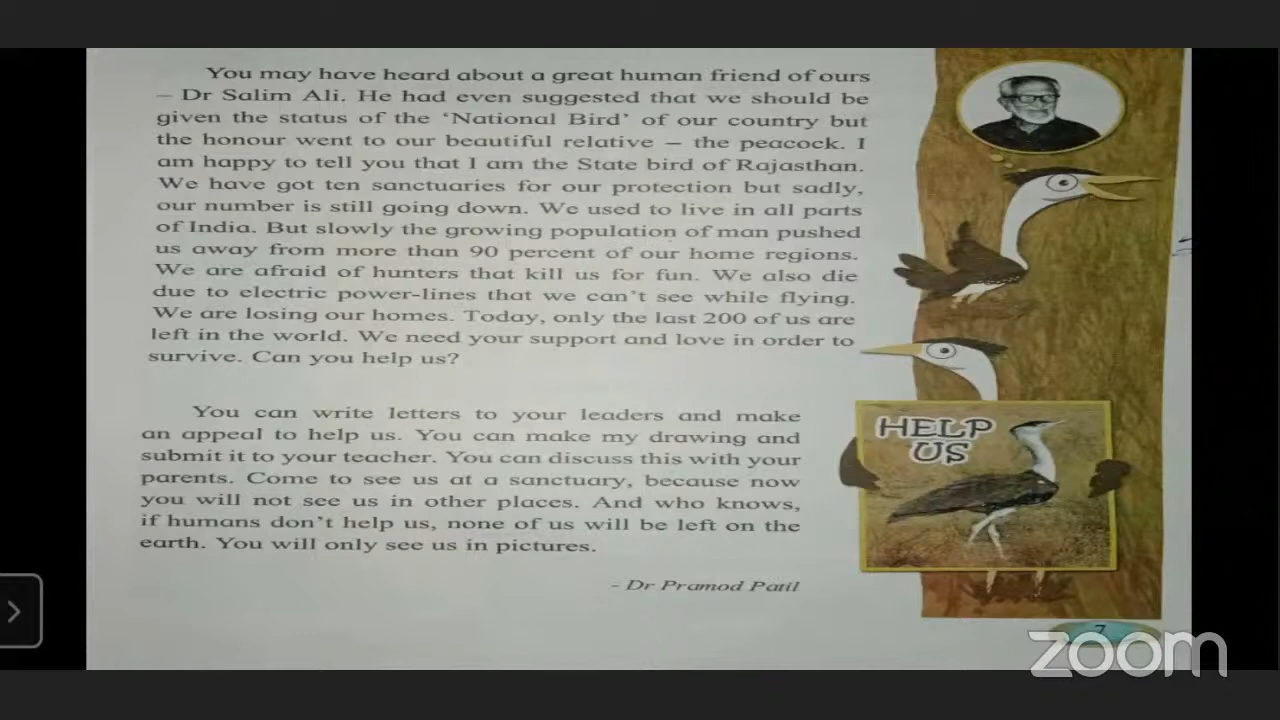 You may have heard about a great human friend of ours
– Dr Salim Ali. He had even suggested that we should be
given the status of the ‘National Bird’ of our country but
the honour went to our beautiful relative – the peacock. I
am happy to tell you that I am the State bird of Rajasthan.
We have got ten sanctuaries for our protection but sadly,
our number is still going down. We used to live in all parts
of India. But slowly the growing population of man pushed
us away from more than 90 percent of our home regions.
We are afraid of hunters that kill us for fun. We also die
due to electric power-lines that we can’t see while flying.
We are losing our homes. Today, only the last 200 of us are
left in the world. We need your support and love in order to
survive. Can you help us?
You can write letters to your leaders and make
an appeal to help us. You can make my drawing and
submit it to your teacher. You can discuss this with your
parents. Come to see us at a sanctuary, because now
you will not see us in other places. And who knows,
if humans don’t help us, none of us will be left on the
earth. You will only see us in pictures.
- Dr Pramod Patil
HELP
US
7
zoom